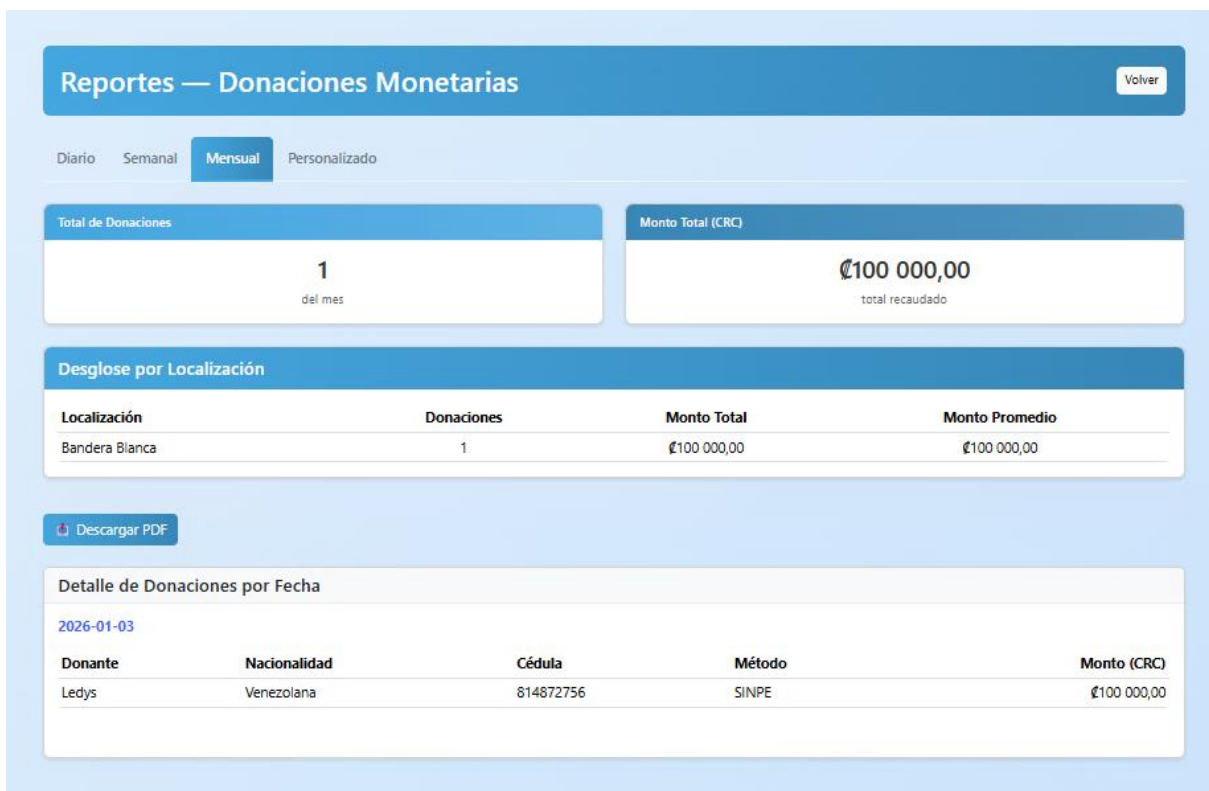 Reportes — Donaciones Monetarias
Volver
Diario Semanal Mensual Personalizado
Total de Donaciones
1
del mes
Monto Total (CRC)
₡100 000,00
total recaudado
Desglose por Localización
Localización Donaciones Monto Total Monto Promedio
Bandera Blanca 1 ₡100 000,00 ₡100 000,00
Descargar PDF
Detalle de Donaciones por Fecha
2026-01-03
Donante Nacionalidad Cédula Método Monto (CRC)
Ledys Venezolana 814872756 SINPE ₡100 000,00